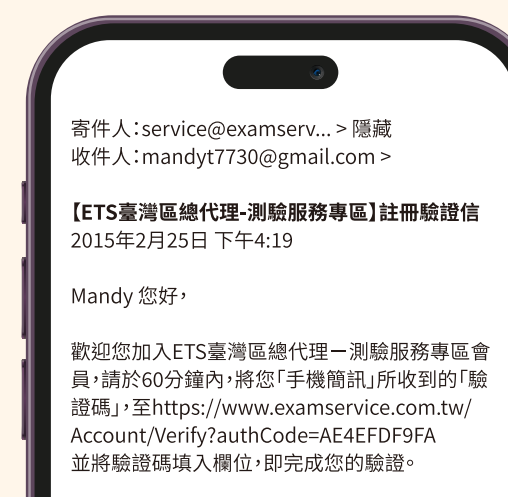 寄件人：service@examserv... > 隱藏
收件人：mandyt7730@gmail.com >
【ETS臺灣區總代理-測驗服務專區】註冊驗證信
2015年2月25日 下午4:19
Mandy 您好，
歡迎您加入ETS臺灣區總代理－測驗服務專區會
員，請於60分鐘內，將您「手機簡訊」所收到的「驗
證碼」，至https://www.examservice.com.tw/
Account/Verify?authCode=AE4EFDF9FA
並將驗證碼填入欄位，即完成您的驗證。